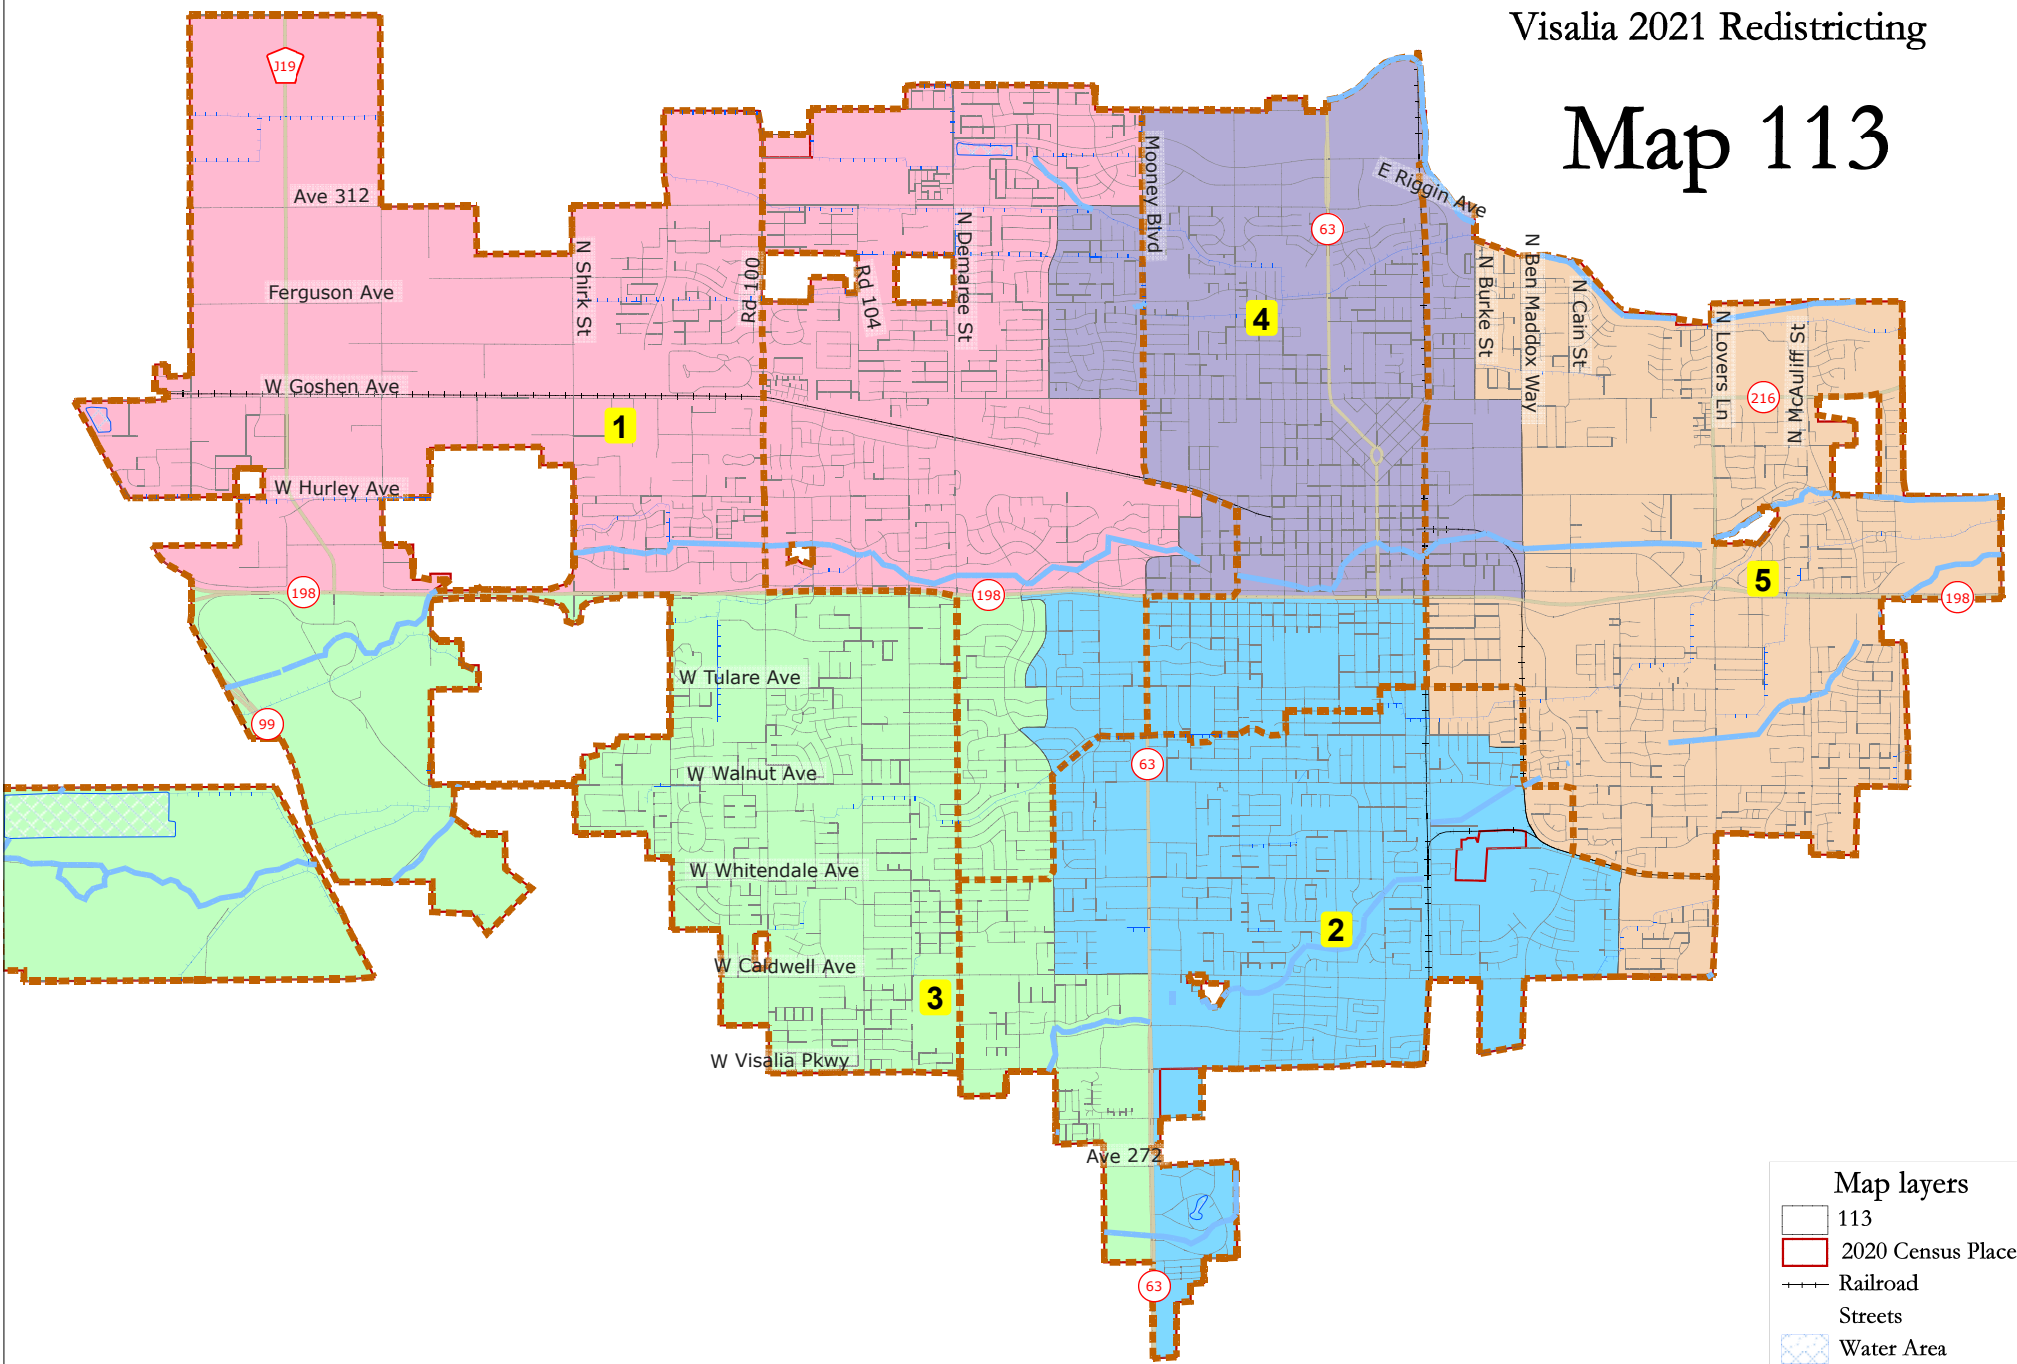 Visalia 2021 Redistricting
Map 113
J19
Ave 312
Mooney Blvd
E Riggin Ave
63
N Shirk St
N Demaree St
Rd 100
Rd 104
Ferguson Ave
N Burke St
N Ben Maddox Way
N Cain St
N Lovers Ln
N McAuliff St
4
W Goshen Ave
216
1
W Hurley Ave
198
198
5
198
W Tulare Ave
99
W Walnut Ave
63
W Whitendale Ave
2
W Caldwell Ave
3
W Visalia Pkwy
Ave 272
63
Map layers
113
2020 Census Place
Railroad
Streets
Water Area